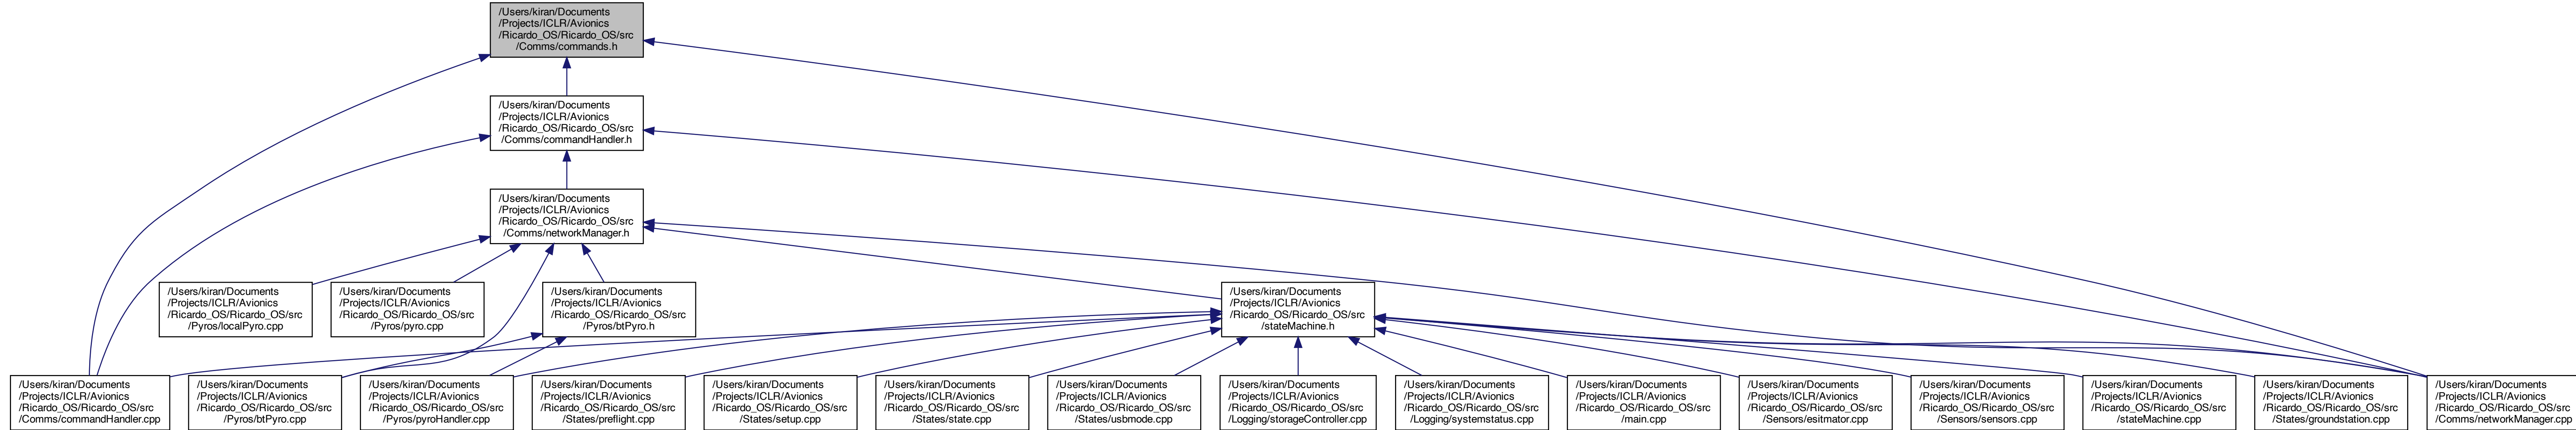 /Users/kiran/Documents
/Projects/ICLR/Avionics
/Ricardo_OS/Ricardo_OS/src
/Comms/commands.h
/Users/kiran/Documents
/Projects/ICLR/Avionics
/Ricardo_OS/Ricardo_OS/src
/Comms/commandHandler.h
/Users/kiran/Documents
/Projects/ICLR/Avionics
/Ricardo_OS/Ricardo_OS/src
/Comms/networkManager.h
/Users/kiran/Documents
/Projects/ICLR/Avionics
/Ricardo_OS/Ricardo_OS/src
/Pyros/localPyro.cpp
/Users/kiran/Documents
/Projects/ICLR/Avionics
/Ricardo_OS/Ricardo_OS/src
/Pyros/pyro.cpp
/Users/kiran/Documents
/Projects/ICLR/Avionics
/Ricardo_OS/Ricardo_OS/src
/Pyros/btPyro.h
/Users/kiran/Documents
/Projects/ICLR/Avionics
/Ricardo_OS/Ricardo_OS/src
/stateMachine.h
/Users/kiran/Documents
/Projects/ICLR/Avionics
/Ricardo_OS/Ricardo_OS/src
/Comms/commandHandler.cpp
/Users/kiran/Documents
/Projects/ICLR/Avionics
/Ricardo_OS/Ricardo_OS/src
/Pyros/btPyro.cpp
/Users/kiran/Documents
/Projects/ICLR/Avionics
/Ricardo_OS/Ricardo_OS/src
/Pyros/pyroHandler.cpp
/Users/kiran/Documents
/Projects/ICLR/Avionics
/Ricardo_OS/Ricardo_OS/src
/States/preflight.cpp
/Users/kiran/Documents
/Projects/ICLR/Avionics
/Ricardo_OS/Ricardo_OS/src
/States/setup.cpp
/Users/kiran/Documents
/Projects/ICLR/Avionics
/Ricardo_OS/Ricardo_OS/src
/States/state.cpp
/Users/kiran/Documents
/Projects/ICLR/Avionics
/Ricardo_OS/Ricardo_OS/src
/States/usbmode.cpp
/Users/kiran/Documents
/Projects/ICLR/Avionics
/Ricardo_OS/Ricardo_OS/src
/Logging/storageController.cpp
/Users/kiran/Documents
/Projects/ICLR/Avionics
/Ricardo_OS/Ricardo_OS/src
/Logging/systemstatus.cpp
/Users/kiran/Documents
/Projects/ICLR/Avionics
/Ricardo_OS/Ricardo_OS/src
/main.cpp
/Users/kiran/Documents
/Projects/ICLR/Avionics
/Ricardo_OS/Ricardo_OS/src
/Sensors/esitmator.cpp
/Users/kiran/Documents
/Projects/ICLR/Avionics
/Ricardo_OS/Ricardo_OS/src
/Sensors/sensors.cpp
/Users/kiran/Documents
/Projects/ICLR/Avionics
/Ricardo_OS/Ricardo_OS/src
/stateMachine.cpp
/Users/kiran/Documents
/Projects/ICLR/Avionics
/Ricardo_OS/Ricardo_OS/src
/States/groundstation.cpp
/Users/kiran/Documents
/Projects/ICLR/Avionics
/Ricardo_OS/Ricardo_OS/src
/Comms/networkManager.cpp